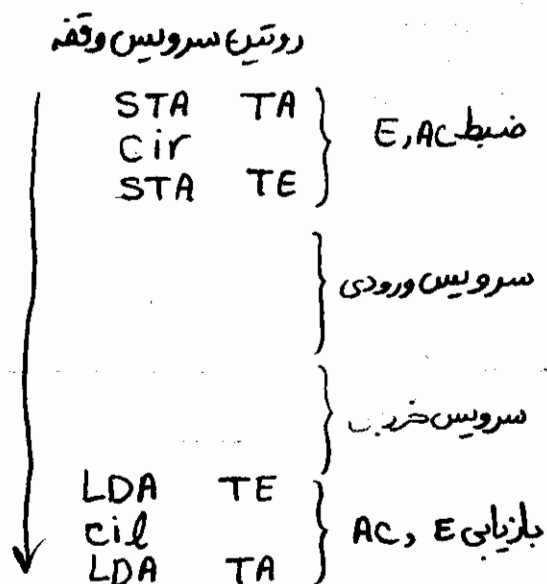 روتین سرویس وقفه
STA TA
Cir
STA TE
ضبط E, AC
سرویس ورودی
سرویس
LDA TE
cil
LDA TA
بازیابی E و AC